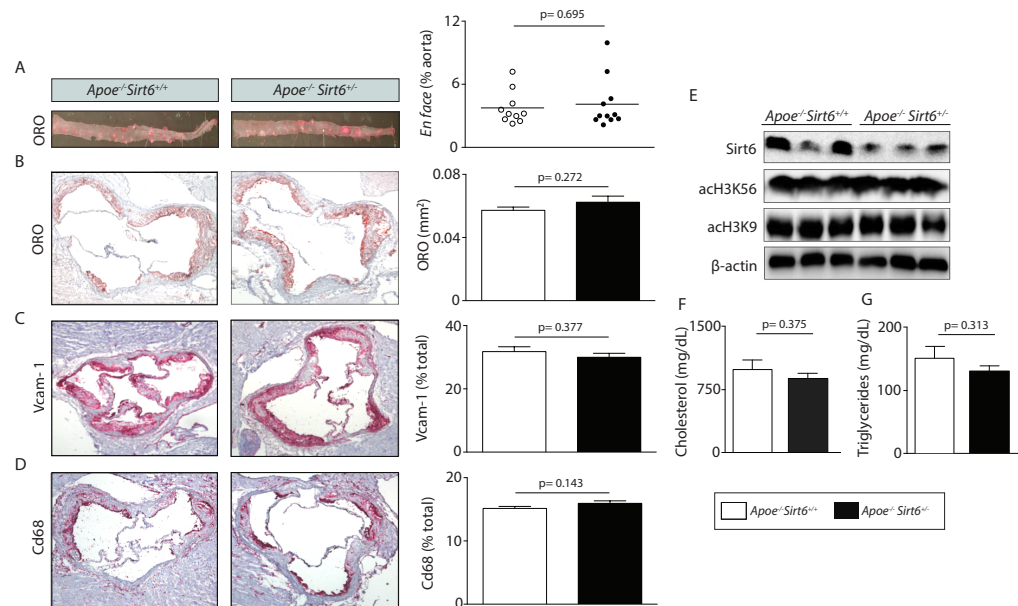 A
Apoe-/-Sirt6+/+
Apoe-/- Sirt6+/-
ORO
En face (% aorta)
12
6
0
p= 0.695
B
ORO
ORO (mm²)
0.08
0.04
0
p= 0.272
C
Vcam- 1
Vcam-1 (% total)
40
20
0
p= 0.377
D
Cd68
Cd68 (% total)
20
10
0
p= 0.143
E
Apoe-/-Sirt6+/+
Apoe-/- Sirt6+/-
Sirt6
acH3K56
acH3K9
β-actin
F
Cholesterol (mg/dL)
1500
750
0
p= 0.375
G
Triglycerides (mg/dL)
200
100
0
p= 0.313
Apoe-/- Sirt6+/+
Apoe-/- Sirt6+/-